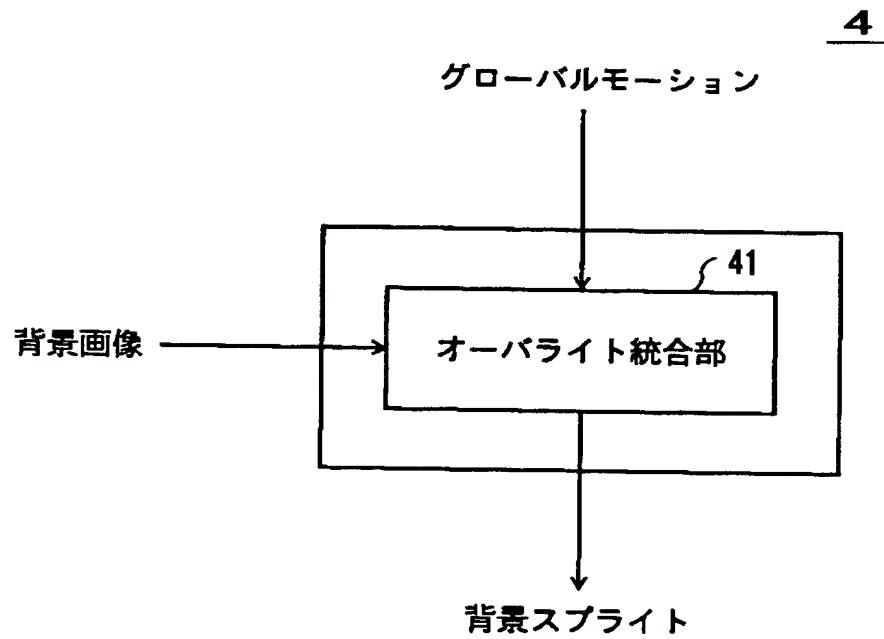 4
グローバルモーション
41
背景画像
オーバライト統合部
背景スプライト